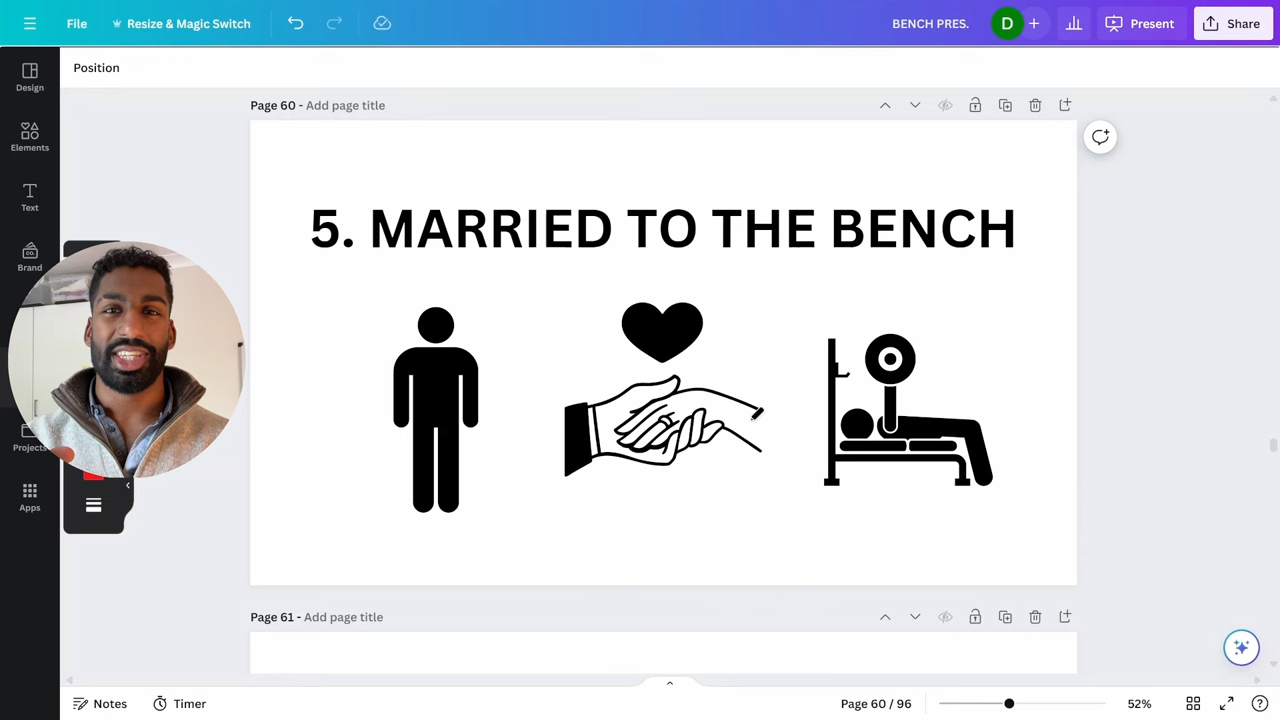 File
Resize & Magic Switch
BENCH PRES.
D
Present
Share
Design
Position
Elements
Text
Brand
Projects
Apps
Page 60 - Add page title
5. MARRIED TO THE BENCH
Page 61 - Add page title
Notes
Timer
Page 60 / 96
52%